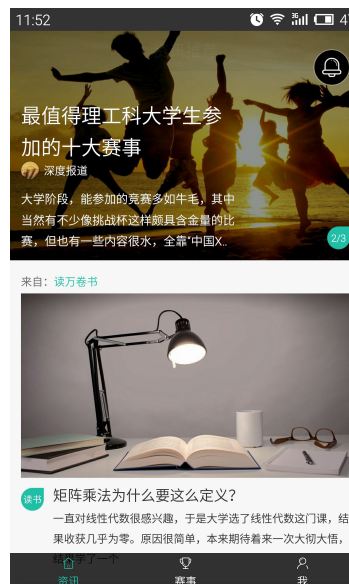 11:52
3G
4
最值得理工科大学生参
加的十大赛事
深度报道
大学阶段，能参加的竞赛多如牛毛，其中
当然有不少像挑战杯这样颇具含金量的比
赛，但也有一些内容很水，全靠“中国X..
2/3
来自：读万卷书
读书
矩阵乘法为什么要这么定义？
一直对线性代数很感兴趣，于是大学选了线性代数这门课，结
果收获几乎为零。原因很简单，本来期待着来一次大彻大悟，
学了一个
资讯
赛事
我